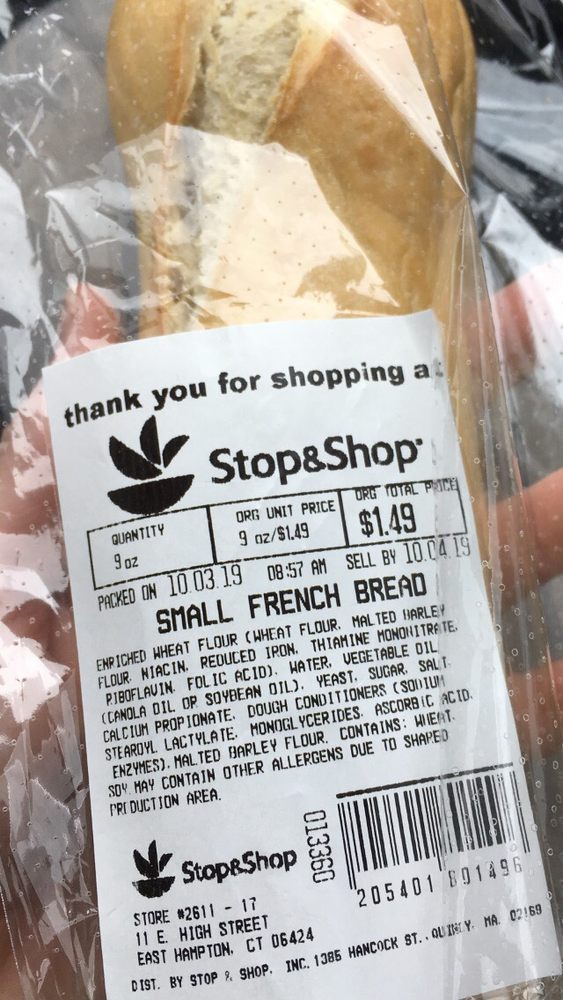 thank you for shopping a
Stop&Shop
QUANTITY ORG UNIT PRICE ORG TOTAL PRICE
9 oz 9 oz/$1.49 $1.49
PACKED ON 10.03.19 08:57 AM SELL BY 10.04.19
SMALL FRENCH BREAD
ENRICHED WHEAT FLOUR (WHEAT FLOUR, MALTED BARLEY
FLOUR, NIACIN, REDUCED IRON, THIAMINE MONONITRATE,
RIBOFLAVIN, FOLIC ACID), WATER, VEGETABLE OIL
(CANOLA OIL OR SOYBEAN OIL), YEAST, SUGAR, SALT,
CALCIUM PROPIONATE, DOUGH CONDITIONERS (SODIUM
STEAROYL LACTYLATE, MONOGLYCERIDES, ASCORBIC ACID,
ENZYMES), MALTED BARLEY FLOUR. CONTAINS: WHEAT,
SOY. MAY CONTAIN OTHER ALLERGENS DUE TO SHARED
PRODUCTION AREA.
013360
205401 801496
Stop&Shop
STORE #2611 - 17
11 E. HIGH STREET
EAST HAMPTON, CT 06424
DIST. BY STOP & SHOP, INC. 1385 HANCOCK ST., QUINCY, MA. 02169